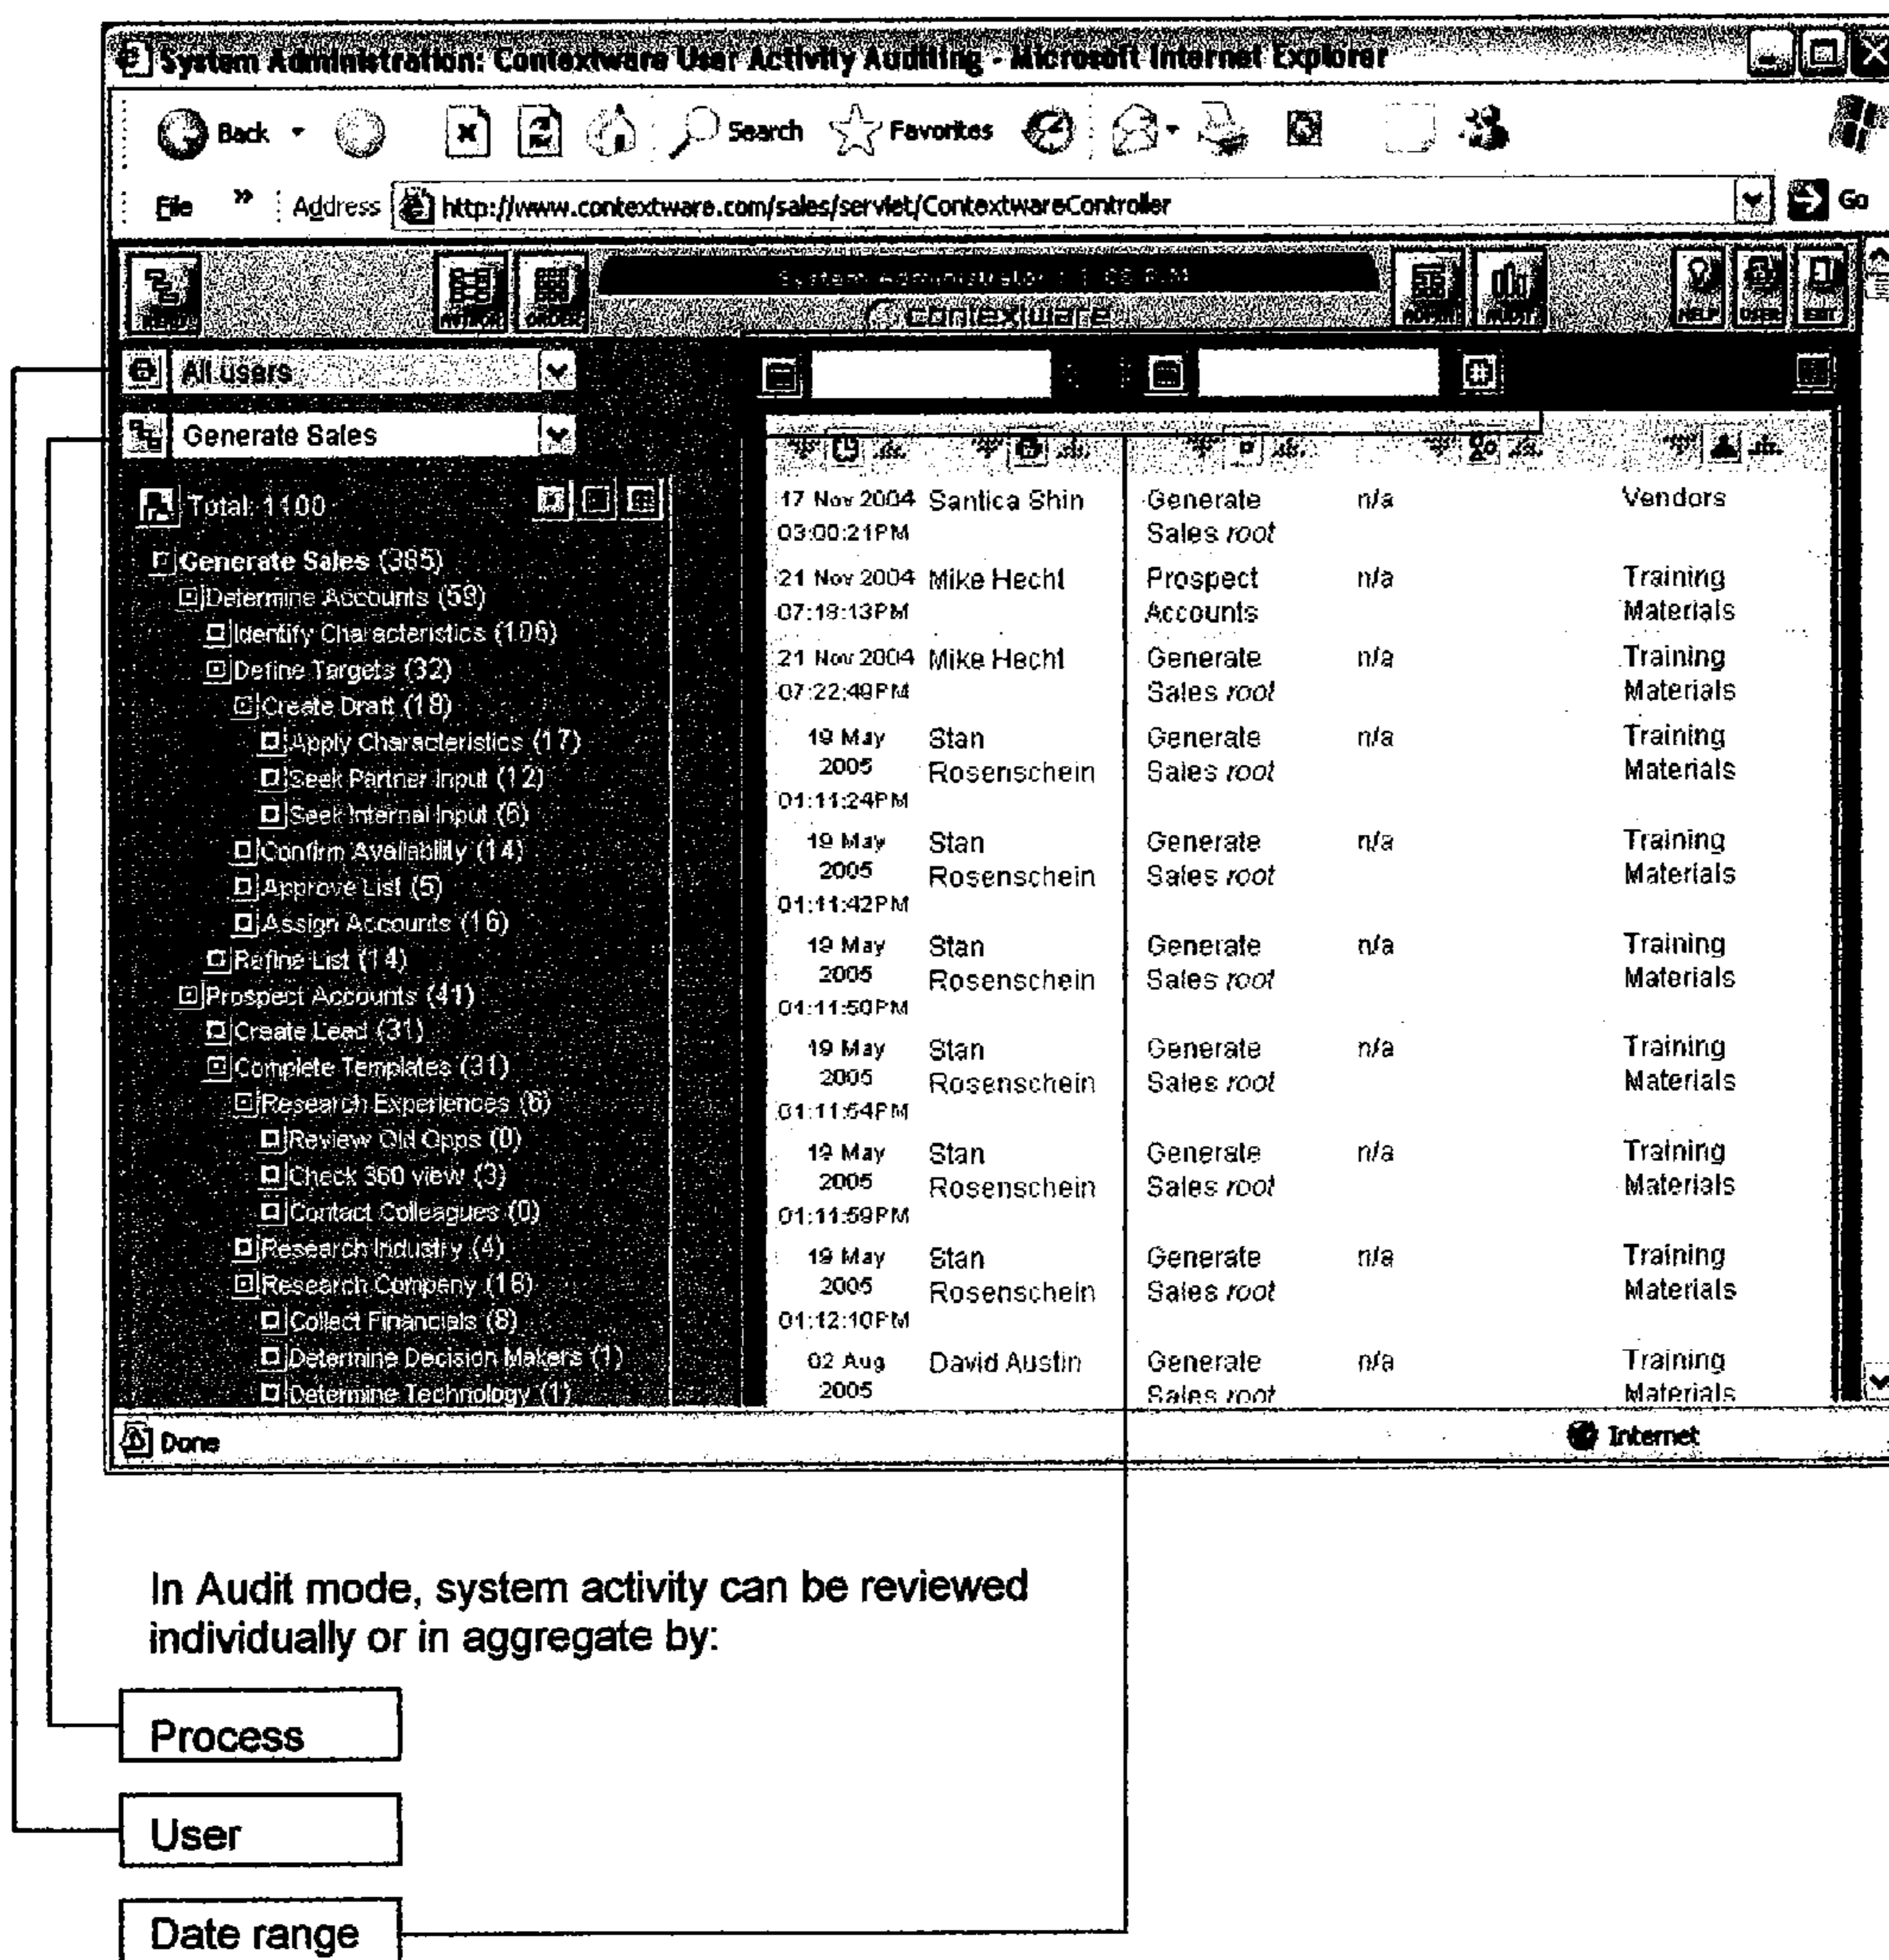 System Administration: Contextware User Activity Auditing - Microsoft Internet Explorer
Back Search Favorites
File » Address http://www.contextware.com/sales/servlet/ContextwareController Go
MENU AUTHOR ORDER System Administrator ADMIN AUDIT HELP USER EXIT
contextware
All users
Generate Sales
Total: 1100
Generate Sales (385)
Determine Accounts (59)
Identify Characteristics (106)
Define Targets (32)
Create Draft (18)
Apply Characteristics (17)
Seek Partner Input (12)
Seek Internal Input (6)
Confirm Availability (14)
Approve List (5)
Assign Accounts (16)
Refine List (14)
Prospect Accounts (41)
Create Lead (31)
Complete Templates (31)
Research Experiences (6)
Review Old Opps (0)
Check 360 view (3)
Contact Colleagues (0)
Research Industry (4)
Research Company (18)
Collect Financials (8)
Determine Decision Makers (1)
Determine Technology (1)
17 Nov 2004 Santica Shin Generate n/a Vendors
03:00:21PM Sales root
21 Nov 2004 Mike Hecht Prospect n/a Training
07:18:13PM Accounts Materials
21 Nov 2004 Mike Hecht Generate n/a Training
07:22:49PM Sales root Materials
19 May Stan Generate n/a Training
2005 Rosenschein Sales root Materials
01:11:24PM
19 May Stan Generate n/a Training
2005 Rosenschein Sales root Materials
01:11:42PM
19 May Stan Generate n/a Training
2005 Rosenschein Sales root Materials
01:11:50PM
19 May Stan Generate n/a Training
2005 Rosenschein Sales root Materials
01:11:54PM
19 May Stan Generate n/a Training
2005 Rosenschein Sales root Materials
01:11:59PM
19 May Stan Generate n/a Training
2005 Rosenschein Sales root Materials
01:12:10PM
02 Aug David Austin Generate n/a Training
2005 Sales root Materials
Done Internet
In Audit mode, system activity can be reviewed
individually or in aggregate by:
Process
User
Date range